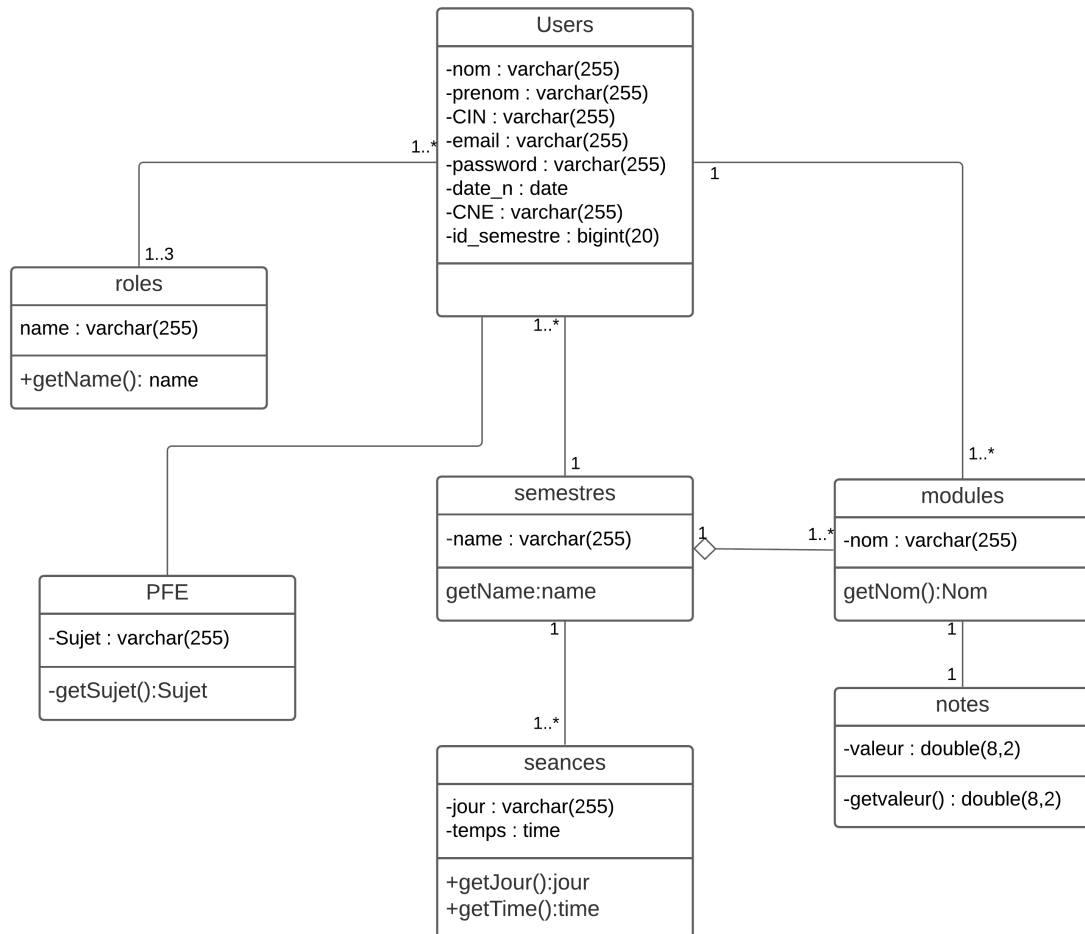 Users
-nom : varchar(255)
-prenom : varchar(255)
-CIN : varchar(255)
-email : varchar(255)
-password : varchar(255)
-date_n : date
-CNE : varchar(255)
-id_semestre : bigint(20)
1..*
1
1..3
roles
name : varchar(255)
+getName(): name
1..*
1
1..*
semestres
-name : varchar(255)
getName:name
1
1..*
modules
-nom : varchar(255)
getNom():Nom
PFE
-Sujet : varchar(255)
-getSujet():Sujet
1
1
1
1..*
notes
-valeur : double(8,2)
-getvaleur() : double(8,2)
seances
-jour : varchar(255)
-temps : time
+getJour():jour
+getTime():time